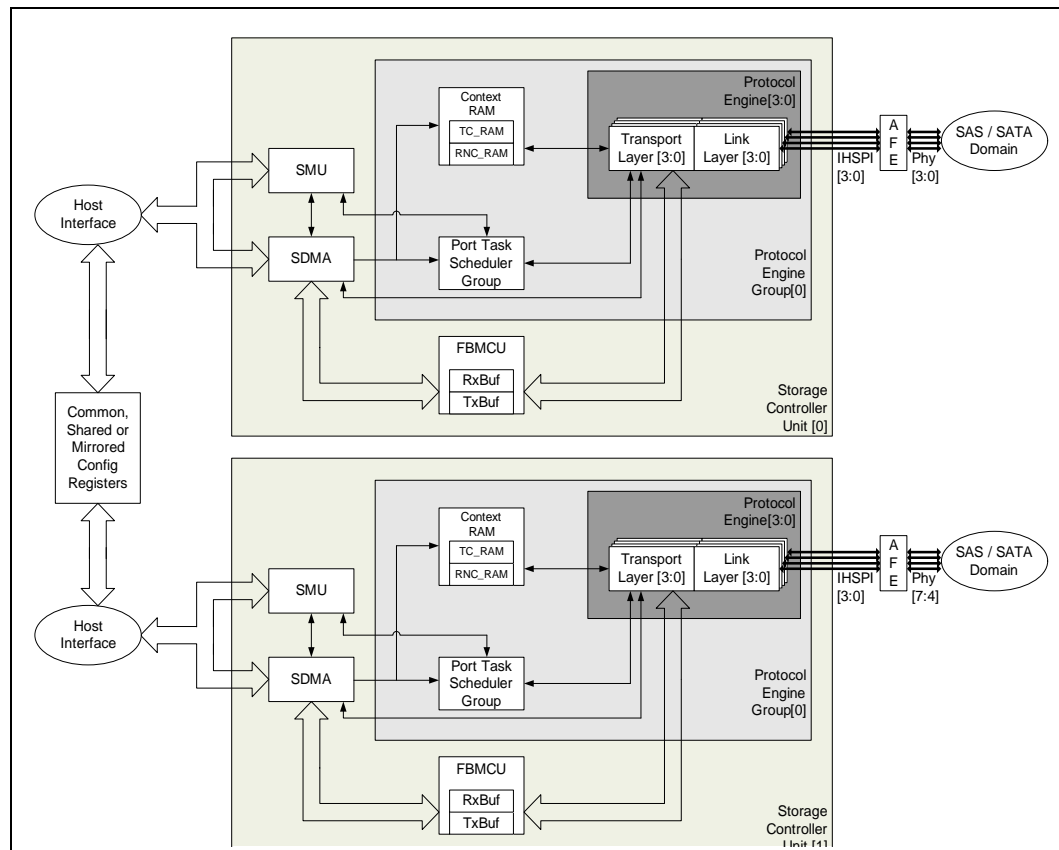 Protocol
Engine[3:0]
Context
RAM
TC_RAM
RNC_RAM
Transport
Layer [3:0]
Link
Layer [3:0]
A
F
E
SAS / SATA
Domain
IHSPI
[3:0]
Phy
[3:0]
SMU
Host
Interface
SDMA
Port Task
Scheduler
Group
Protocol
Engine
Group[0]
FBMCU
RxBuf
TxBuf
Storage
Controller
Unit [0]
Common,
Shared or
Mirrored
Config
Registers
Protocol
Engine[3:0]
Context
RAM
TC_RAM
RNC_RAM
Transport
Layer [3:0]
Link
Layer [3:0]
A
F
E
SAS / SATA
Domain
IHSPI
[3:0]
Phy
[7:4]
SMU
Host
Interface
SDMA
Port Task
Scheduler
Group
Protocol
Engine
Group[0]
FBMCU
RxBuf
TxBuf
Storage
Controller
Unit [1]